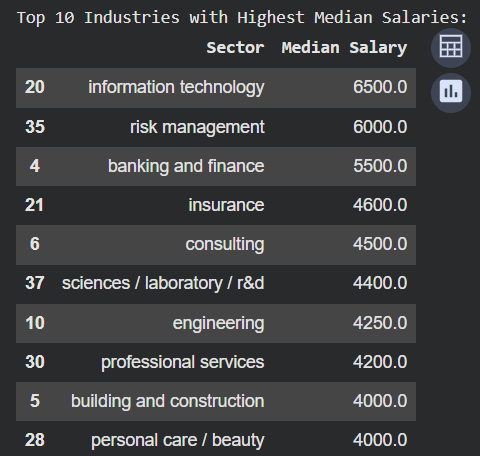 Top 10 Industries with Highest Median Salaries:
Sector Median Salary
20 information technology 6500.0
35 risk management 6000.0
4 banking and finance 5500.0
21 insurance 4600.0
6 consulting 4500.0
37 sciences / laboratory / r&d 4400.0
10 engineering 4250.0
30 professional services 4200.0
5 building and construction 4000.0
28 personal care / beauty 4000.0